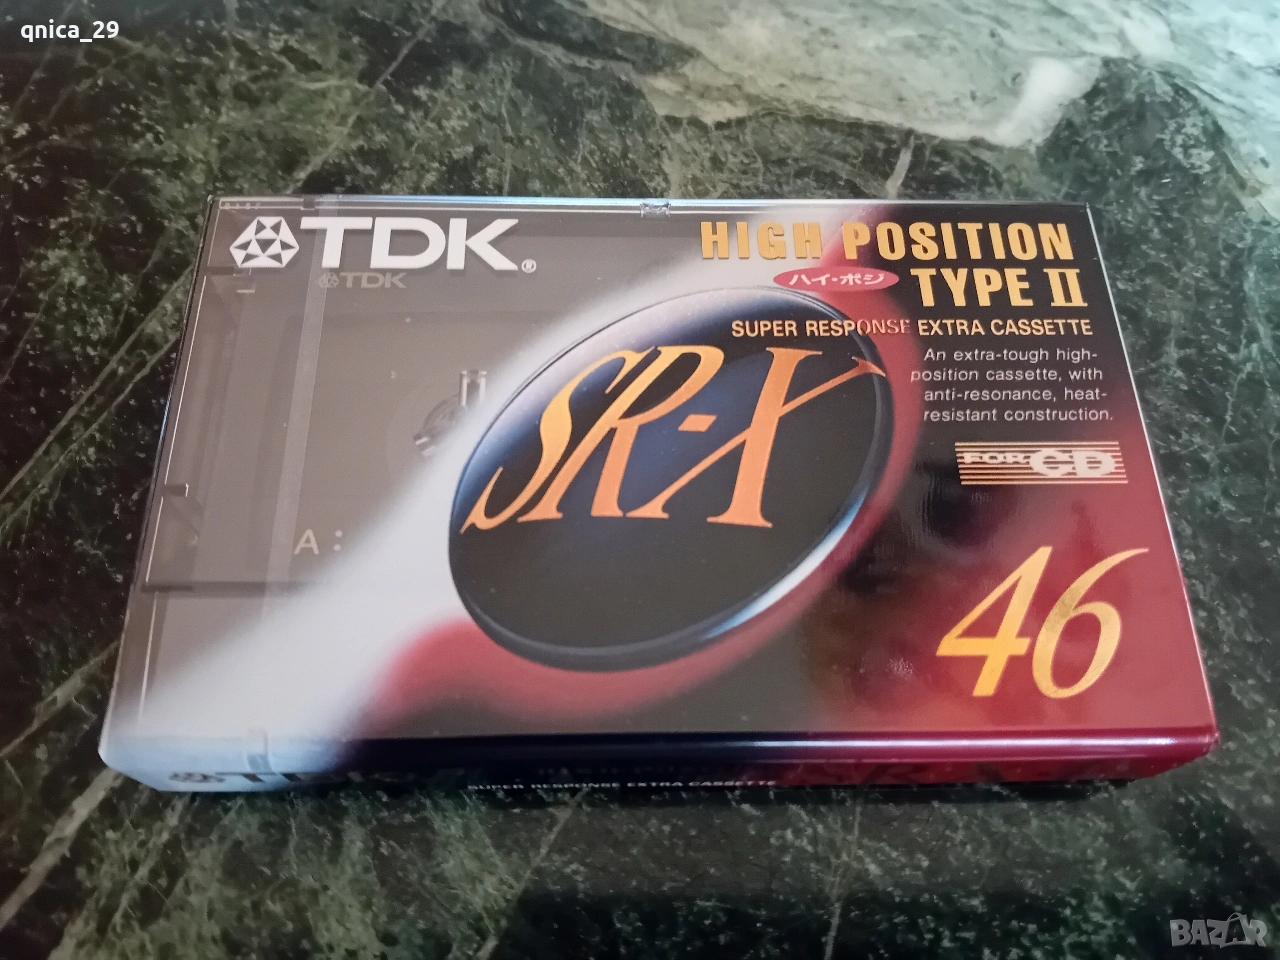 qnica_29
TDK®
TDK
HIGH POSITION
ハイ・ポジ TYPE II
SUPER RESPONSE EXTRA CASSETTE
An extra-tough high-
position cassette, with
anti-resonance, heat-
resistant construction.
SR-X
FOR CD
A:
46
TDK
SUPER RESPONSE EXTRA CASSETTE
BAZAR